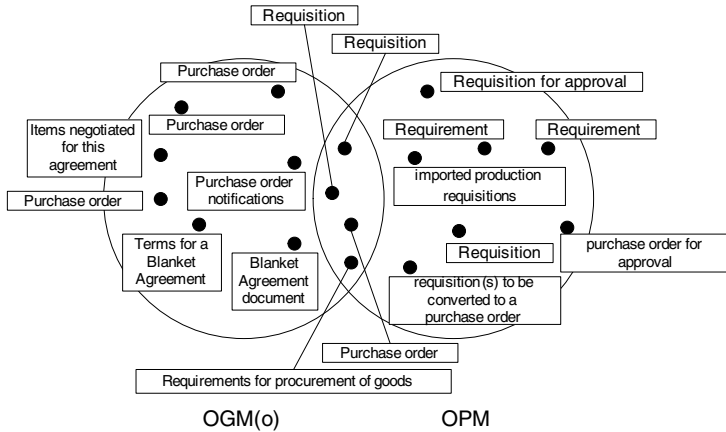 Requisition
Requisition
Purchase order
Requisition for approval
Purchase order
Requirement
Requirement
Items negotiated
for this
agreement
imported production
requisitions
Purchase order
notifications
Purchase order
Terms for a
Blanket
Agreement
Blanket
Agreement
document
Requisition
purchase order for
approval
requisition(s) to be
converted to a
purchase order
Purchase order
Requirements for procurement of goods
OGM(o)
OPM